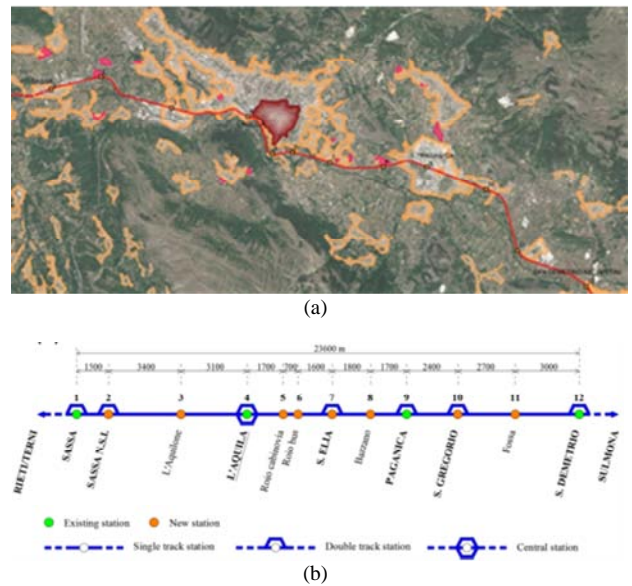 (a)
23600 m
1500 3400 3100 1700 700 1600 1800 1700 2400 2700 3000
1 2 3 4 5 6 7 8 9 10 11 12
RIETI/TERNI
SASSA
SASSA N.S.I.
L'Aquilone
L'AQUILA
Roio cabinovia
Roio bus
S. ELIA
Bazzano
PAGANICA
S. GREGORIO
Fossa
S. DEMETRIO
SULMONA
Existing station New station
Single track station Double track station Central station
(b)